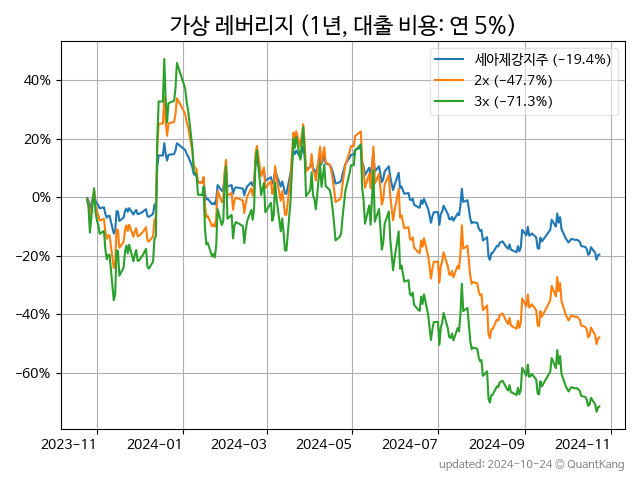 가상 레버리지 (1년, 대출 비용: 연 5%)
세아제강지주 (−19.4%)
2x (−47.7%)
3x (−71.3%)
40%
20%
0%
−20%
−40%
−60%
2023−11 2024−01 2024−03 2024−05 2024−07 2024−09 2024−11
updated: 2024-10-24 © QuantKang